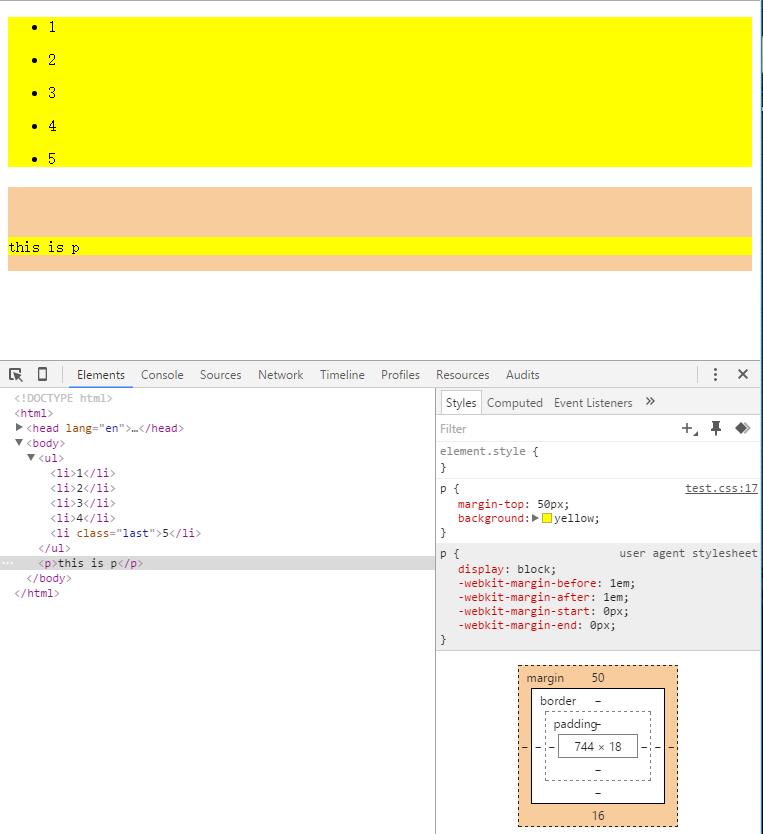 • 1
• 2
• 3
• 4
• 5
this is p
Elements Console Sources Network Timeline Profiles Resources Audits
<!DOCTYPE html>
<html>
▶<head lang="en">…</head>
▼<body>
▼<ul>
<li>1</li>
<li>2</li>
<li>3</li>
<li>4</li>
<li class="last">5</li>
</ul>
<p>this is p</p>
</body>
</html>
Styles Computed Event Listeners »
Filter
element.style {
}
p { test.css:17
margin-top: 50px;
background:▶yellow;
}
p { user agent stylesheet
display: block;
-webkit-margin-before: 1em;
-webkit-margin-after: 1em;
-webkit-margin-start: 0px;
-webkit-margin-end: 0px;
}
margin 50
border –
padding–
– – – 744 × 18 – – –
–
–
16